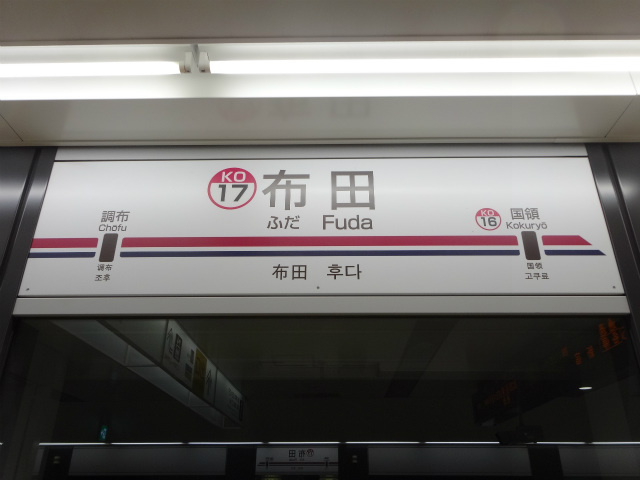 KO
17
布田
ふだ Fuda
調布
Chōfu
調布
조후
KO
16
国領
Kokuryō
国领
고쿠료
布田 후다